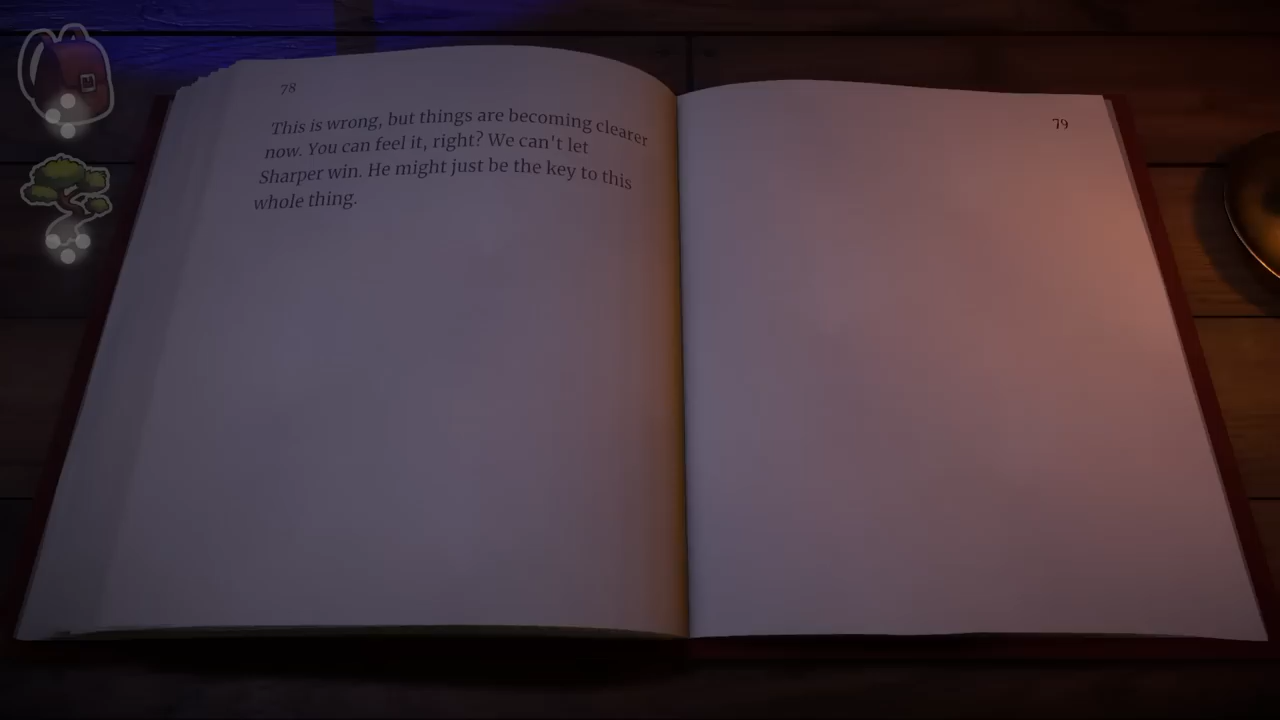 78
This is wrong, but things are becoming clearer
now. You can feel it, right? We can't let
Sharper win. He might just be the key to this
whole thing.
79